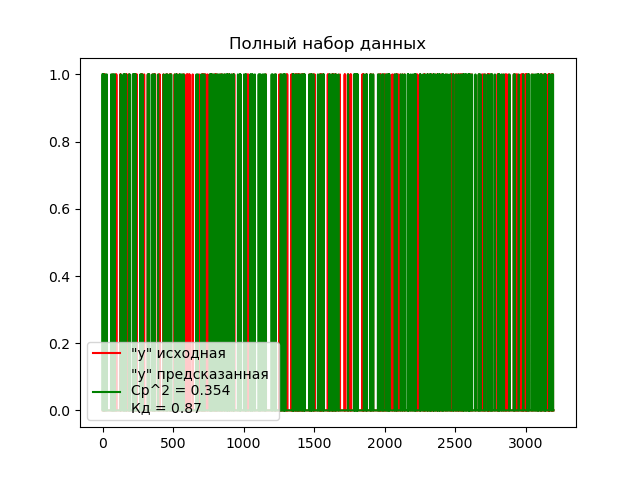 Полный набор данных
1.0
0.8
0.6
0.4
0.2
0.0
"y" исходная
"y" предсказанная
Ср^2 = 0.354
Кд = 0.87
0 500 1000 1500 2000 2500 3000